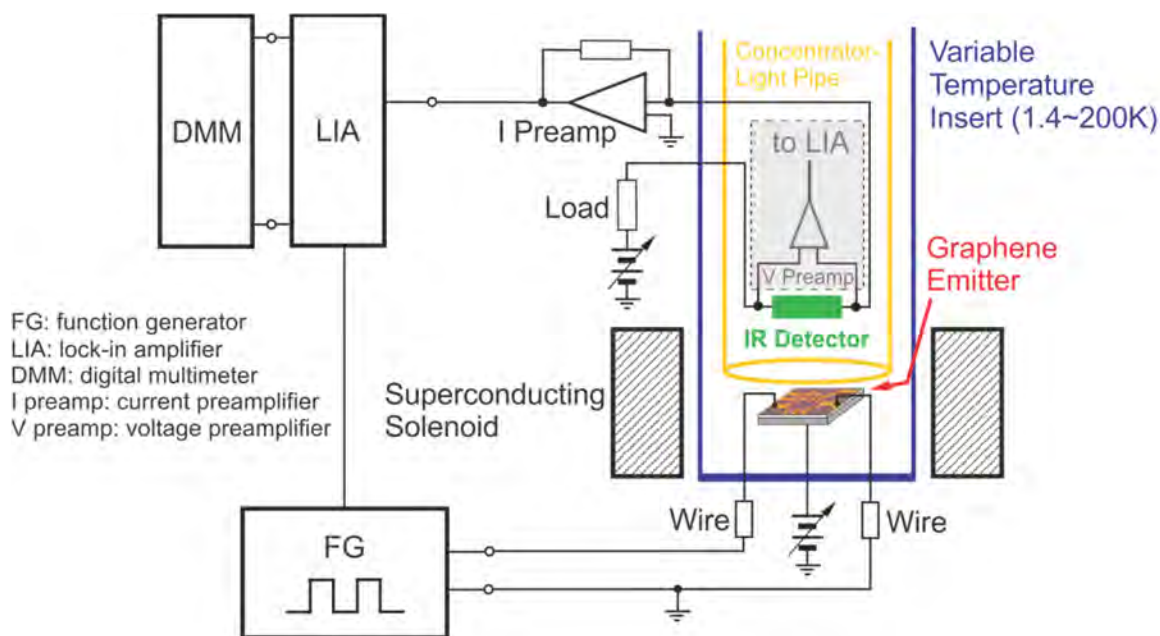 DMM
LIA
I Preamp
Concentrator-
Light Pipe
Variable
Temperature
Insert (1.4~200K)
to LIA
Load
V Preamp
Graphene
Emitter
IR Detector
FG: function generator
LIA: lock-in amplifier
DMM: digital multimeter
I preamp: current preamplifier
V preamp: voltage preamplifier
Superconducting
Solenoid
Wire
Wire
FG